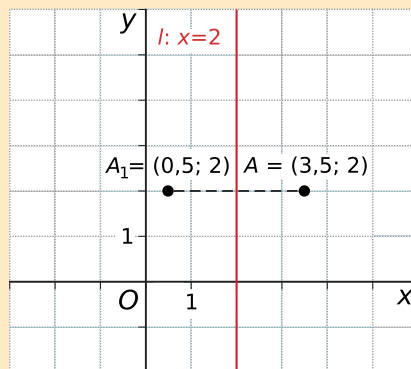 y
l: x=2
A₁= (0,5; 2) A = (3,5; 2)
1
O 1 x